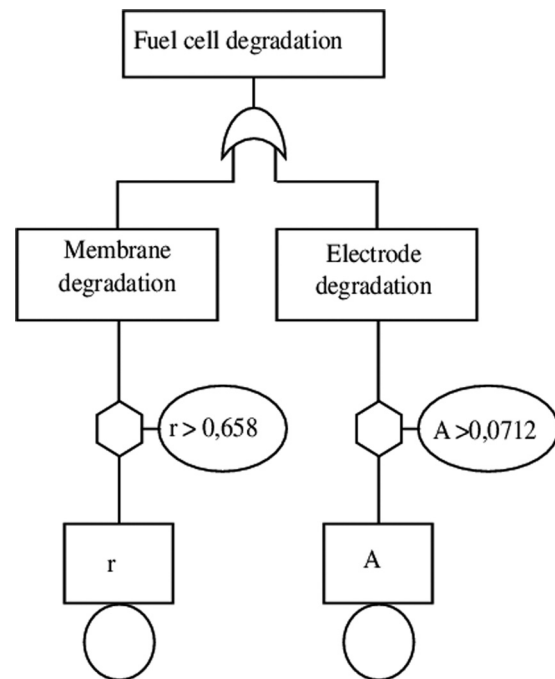 Fuel cell degradation
Membrane
degradation
Electrode
degradation
r > 0,658
A >0,0712
r
A